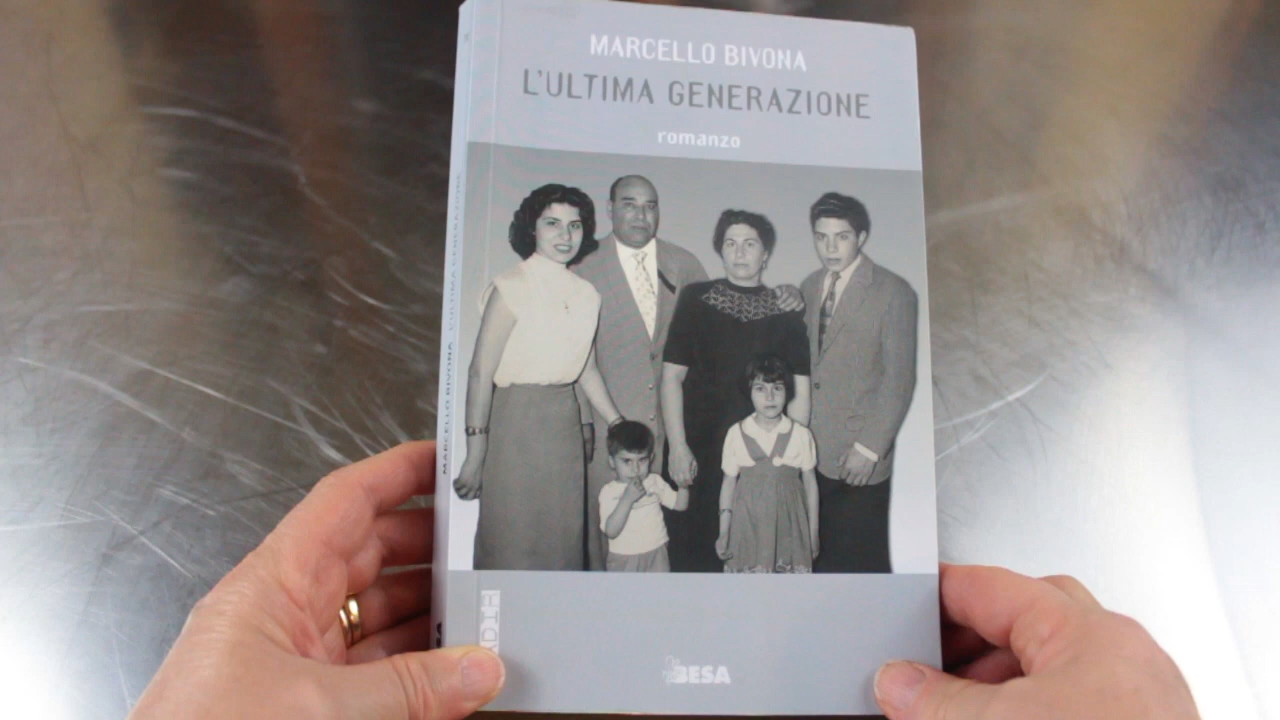 MARCELLO BIVONA
L'ULTIMA GENERAZIONE
romanzo
MARCELLO BIVONA L'ULTIMA GENERAZIONE
BESA